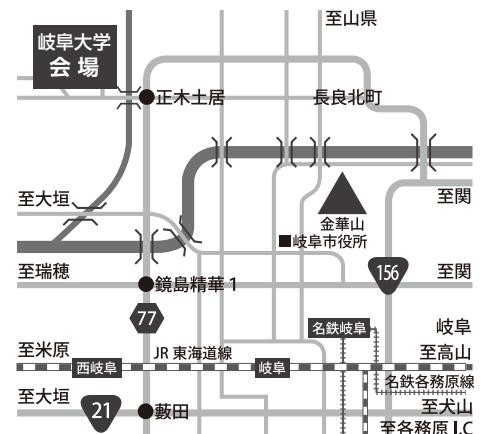 至山県
岐阜大学
会場
正木土居
長良北町
至大垣
至関
金華山
■岐阜市役所
至瑞穂
鏡島精華1
156
至関
77
名鉄岐阜
岐阜
至米原
JR東海道線
至高山
西岐阜
岐阜
名鉄各務原線
至大垣
21
藪田
至犬山
至各務原I.C